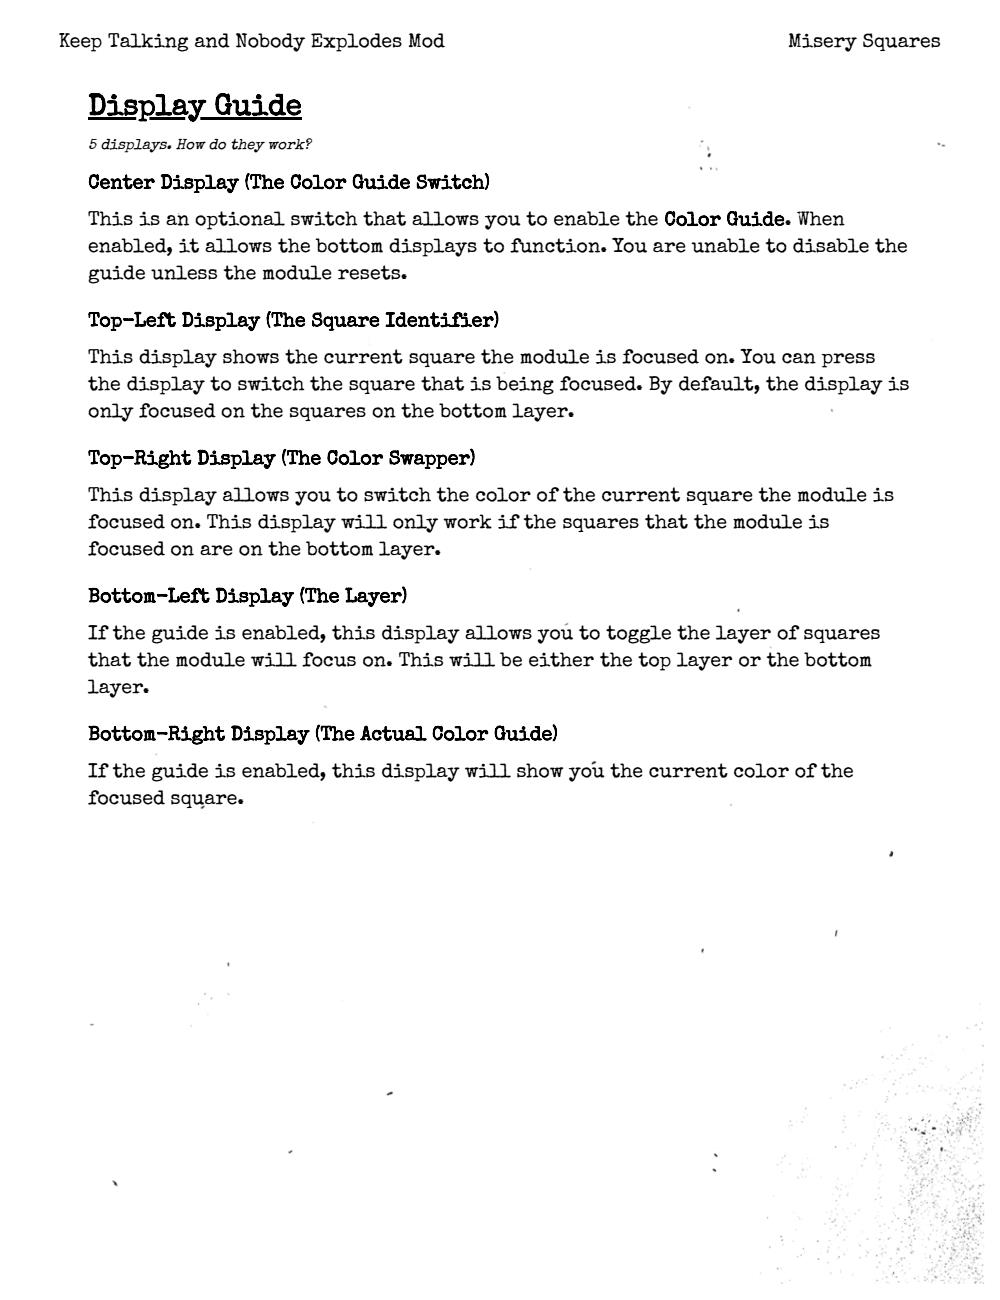 Keep Talking and Nobody Explodes Mod
Misery Squares
Display Guide
5 displays. How do they work?
Center Display (The Color Guide Switch)
This is an optional switch that allows you to enable the Color Guide. When
enabled, it allows the bottom displays to function. You are unable to disable the
guide unless the module resets.
Top-Left Display (The Square Identifier)
This display shows the current square the module is focused on. You can press
the display to switch the square that is being focused. By default, the display is
only focused on the squares on the bottom layer.
Top-Right Display (The Color Swapper)
This display allows you to switch the color of the current square the module is
focused on. This display will only work if the squares that the module is
focused on are on the bottom layer.
Bottom-Left Display (The Layer)
If the guide is enabled, this display allows you to toggle the layer of squares
that the module will focus on. This will be either the top layer or the bottom
layer.
Bottom-Right Display (The Actual Color Guide)
If the guide is enabled, this display will show you the current color of the
focused square.